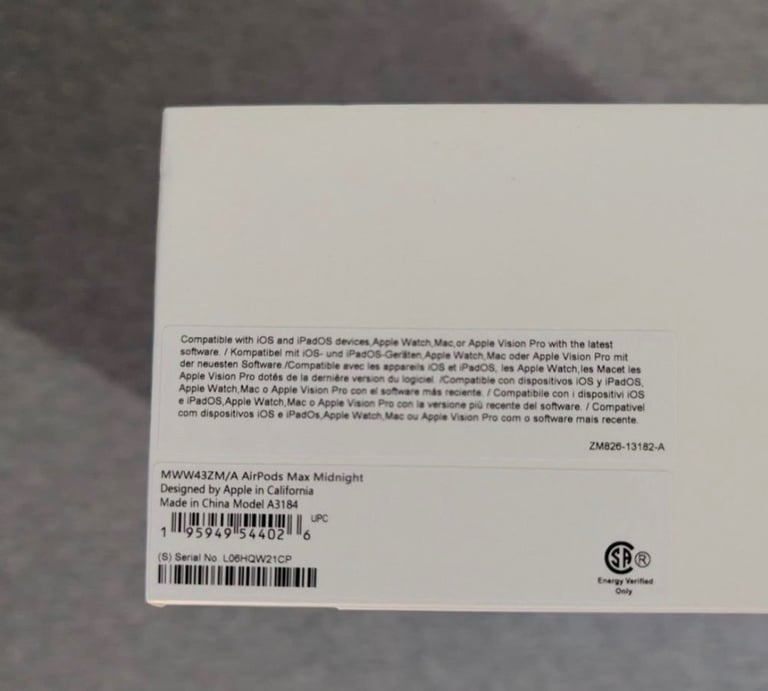 Compatible with iOS and iPadOS devices,Apple Watch,Mac,or Apple Vision Pro with the latest
software. / Kompatibel mit iOS- und iPadOS-Geräten,Apple Watch,Mac oder Apple Vision Pro mit
der neuesten Software /Compatible avec les appareils iOS et iPadOS, les Apple Watch,les Macet les
Apple Vision Pro dotés de la dernière version du logiciel. /Compatible con dispositivos iOS y iPadOS,
Apple Watch,Mac o Apple Vision Pro con el software más reciente. / Compatibile con i dispositivi iOS
e iPadOS,Apple Watch,Mac o Apple Vision Pro con la versione più recente del software. / Compatível
com dispositivos iOS e iPadOs,Apple Watch,Mac ou Apple Vision Pro com o software mais recente.
ZM826-13182-A
MWW43ZM/A AirPods Max Midnight
Designed by Apple in California
Made in China Model A3184
UPC
1 95949 54402 6
(S) Serial No. L06HQW21CP
SA ®
Energy Verified
Only